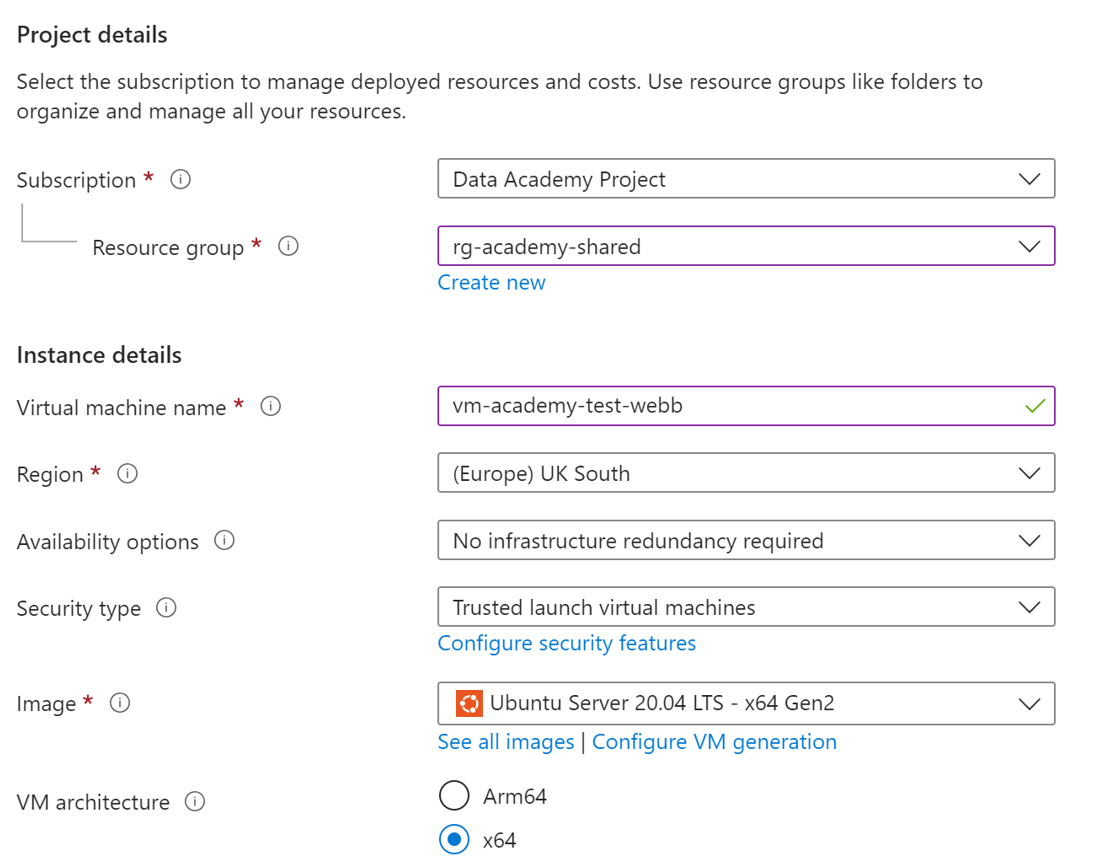 Project details
Select the subscription to manage deployed resources and costs. Use resource groups like folders to
organize and manage all your resources.
Subscription *
Data Academy Project
Resource group *
rg-academy-shared
Create new
Instance details
Virtual machine name *
vm-academy-test-webb
Region *
(Europe) UK South
Availability options
No infrastructure redundancy required
Security type
Trusted launch virtual machines
Configure security features
Image *
Ubuntu Server 20.04 LTS - x64 Gen2
See all images | Configure VM generation
VM architecture
Arm64
x64